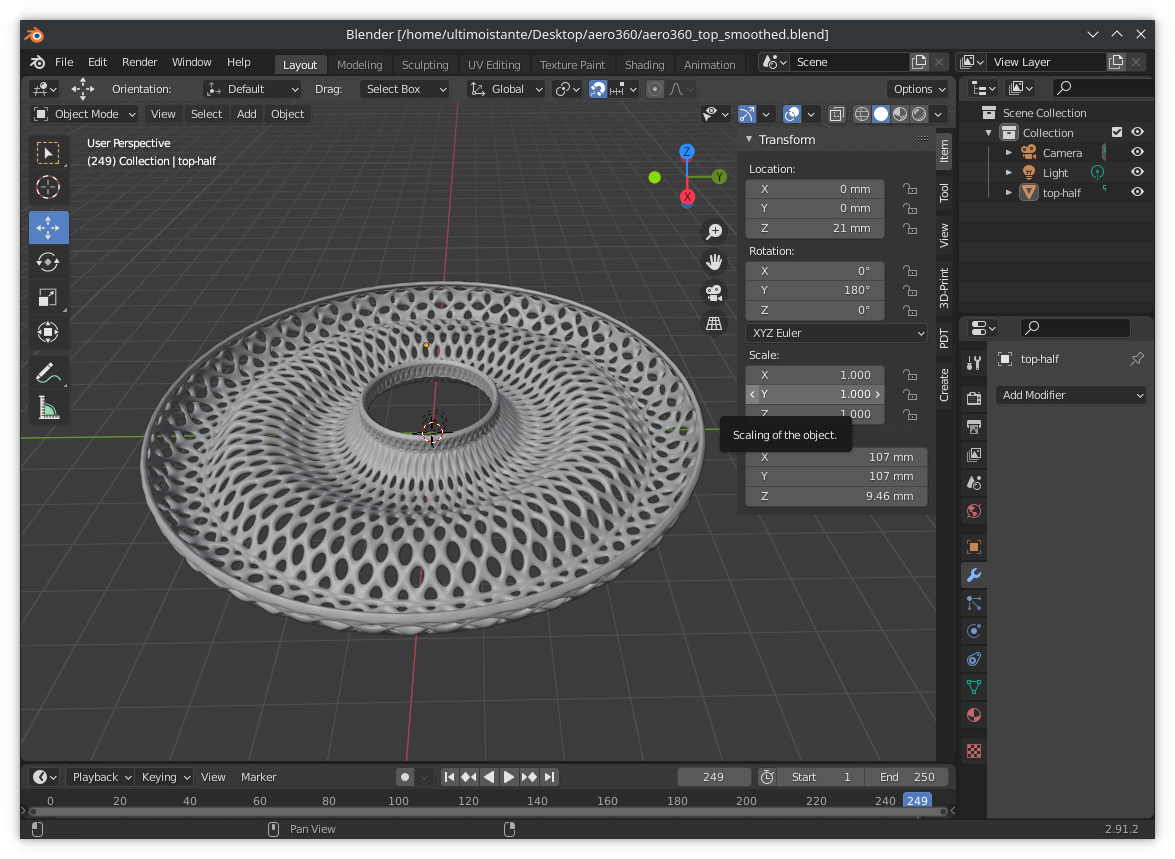 Blender [/home/ultimoistante/Desktop/aero360/aero360_top_smoothed.blend]
File Edit Render Window Help Layout Modeling Sculpting UV Editing Texture Paint Shading Animation Scene View Layer
Orientation: Default Drag: Select Box Global Options
Object Mode View Select Add Object
User Perspective
(249) Collection | top-half
Z
Y
X
Transform
Location:
X 0 mm
Y 0 mm
Z 21 mm
Rotation:
X 0°
Y 180°
Z 0°
XYZ Euler
Scale:
X 1.000
Y 1.000
Z 1.000
Scaling of the object.
X 107 mm
Y 107 mm
Z 9.46 mm
Item
Tool
View
3D-Print
PDT
Create
Scene Collection
Collection
Camera
Light
top-half
top-half
Add Modifier
Playback Keying View Marker 249 Start 1 End 250
0 20 40 60 80 100 120 140 160 180 200 220 240 249
Pan View 2.91.2